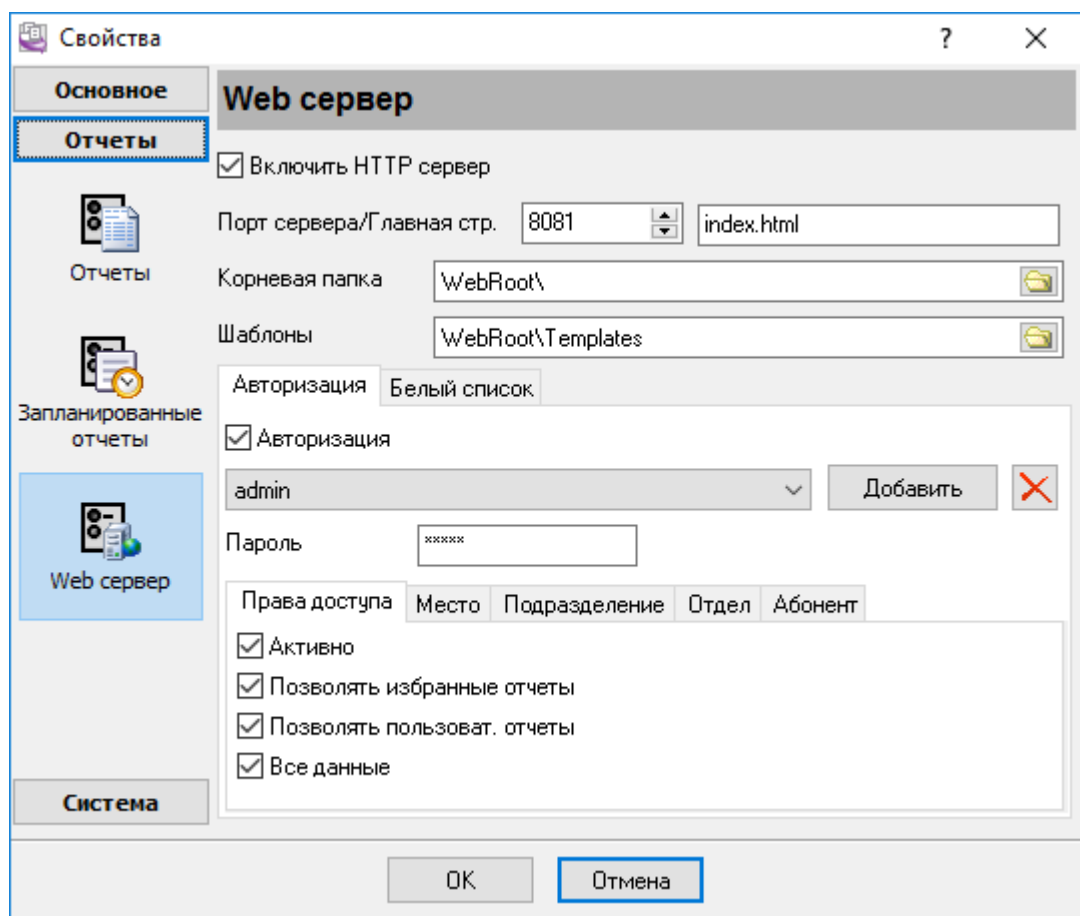 Свойства
?
Основное
Отчеты
Отчеты
Запланированные
отчеты
Web сервер
Система
Web сервер
Включить HTTP сервер
Порт сервера/Главная стр. 8081 index.html
Корневая папка \WebRoot\
Шаблоны \WebRoot\Templates
Авторизация Белый список
Авторизация
admin Добавить
Пароль *****
Права доступа Место Подразделение Отдел Абонент
Активно
Позволять избранные отчеты
Позволять пользоват. отчеты
Все данные
OK Отмена